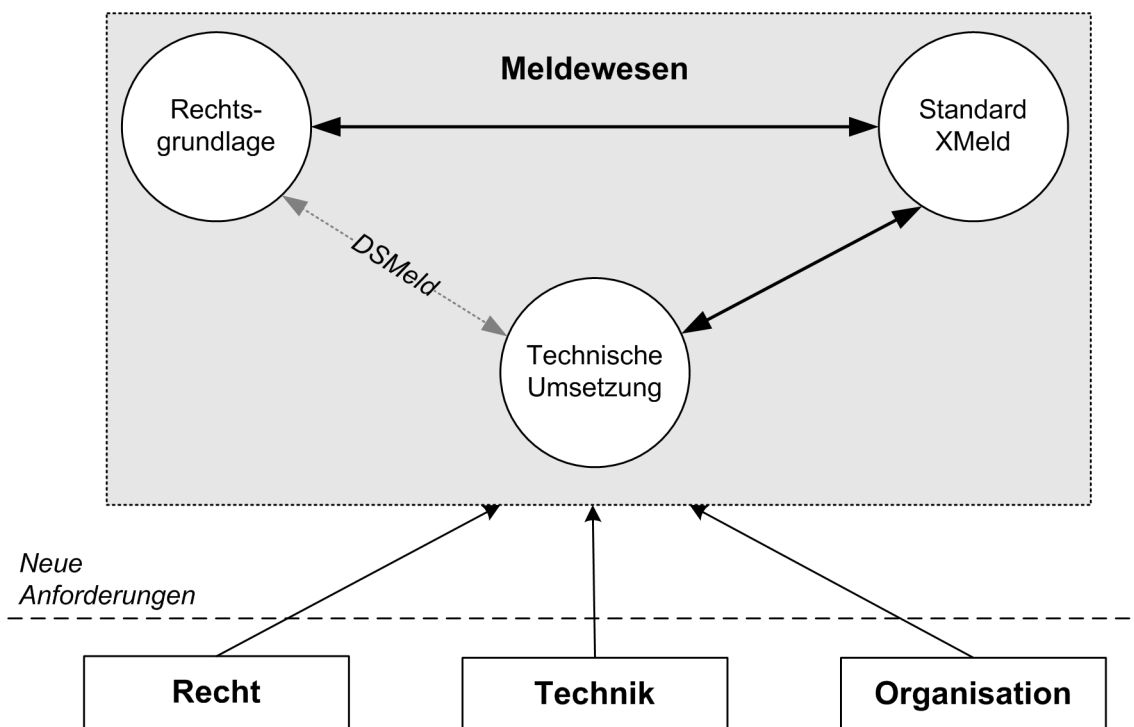 Meldewesen
Rechts-
grundlage
Standard
XMeld
DSMeld
Technische
Umsetzung
Neue
Anforderungen
Recht
Technik
Organisation